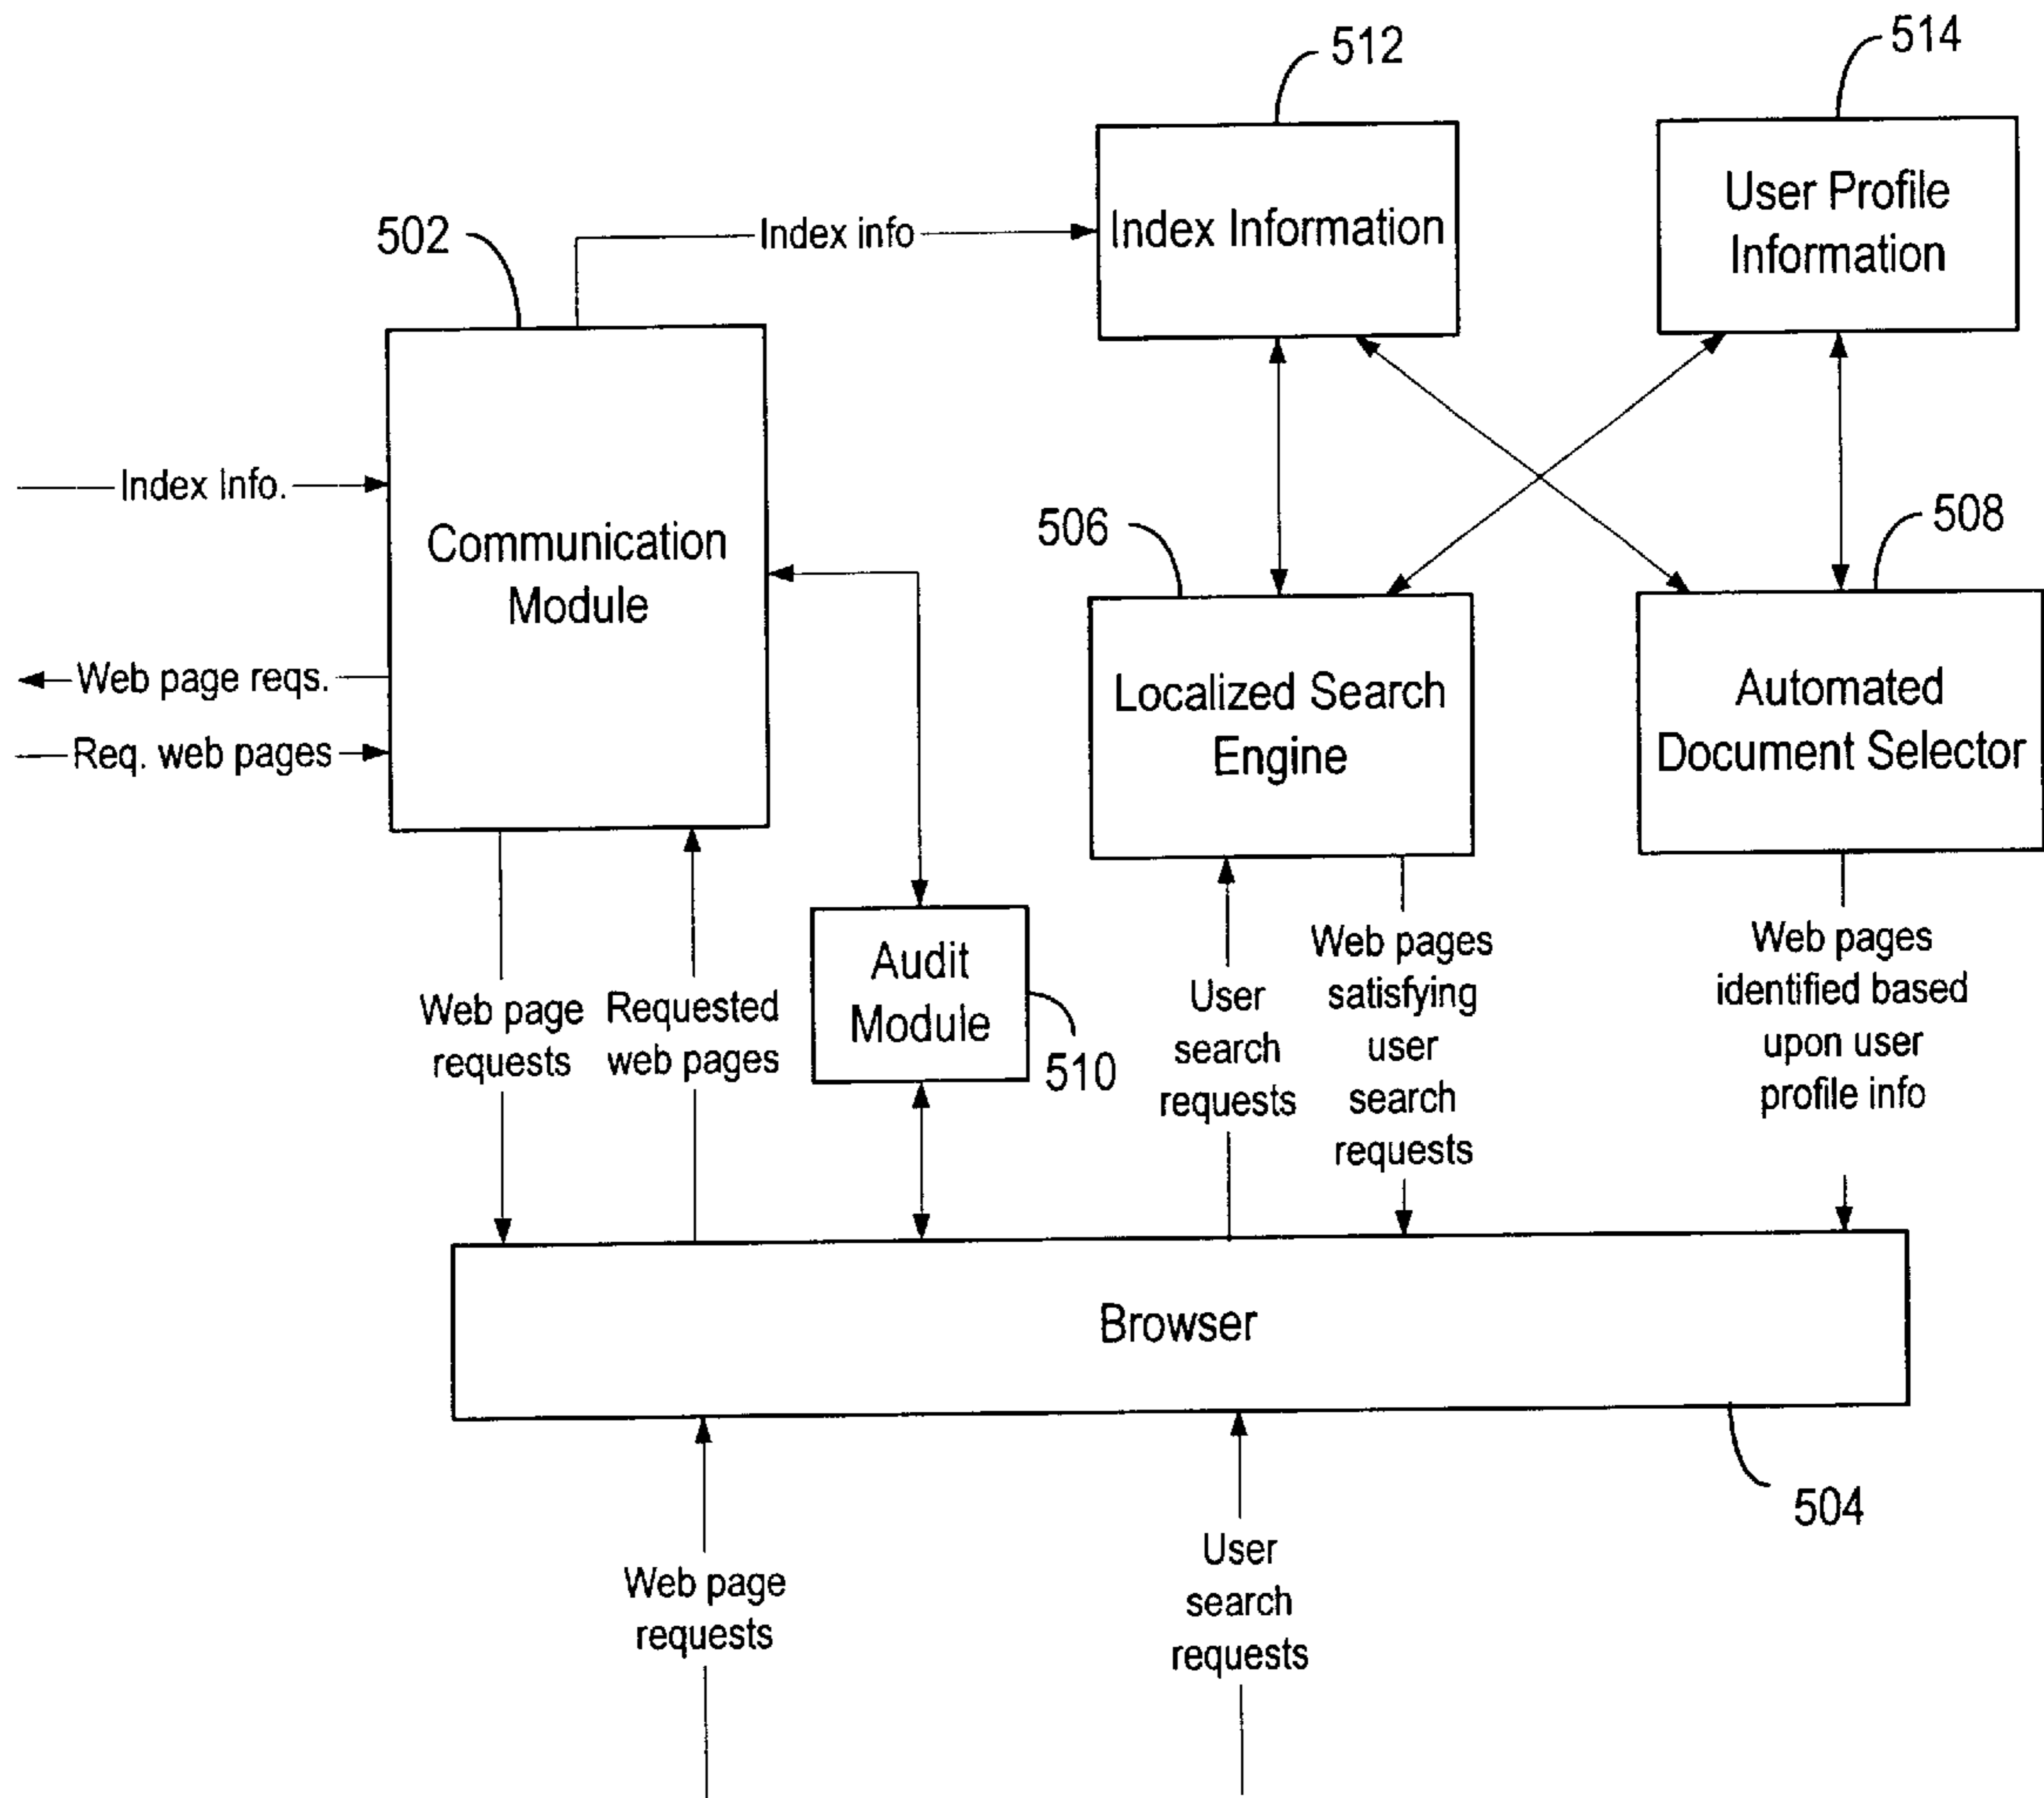 512
514
Index Information
User Profile
Information
502
Index info
Communication
Module
Index Info.
Web page reqs.
Req. web pages
506
508
Localized Search
Engine
Automated
Document Selector
Audit
Module
510
Web page
requests
Requested
web pages
User
search
requests
Web pages
satisfying
user
search
requests
Web pages
identified based
upon user
profile info
Browser
504
Web page
requests
User
search
requests